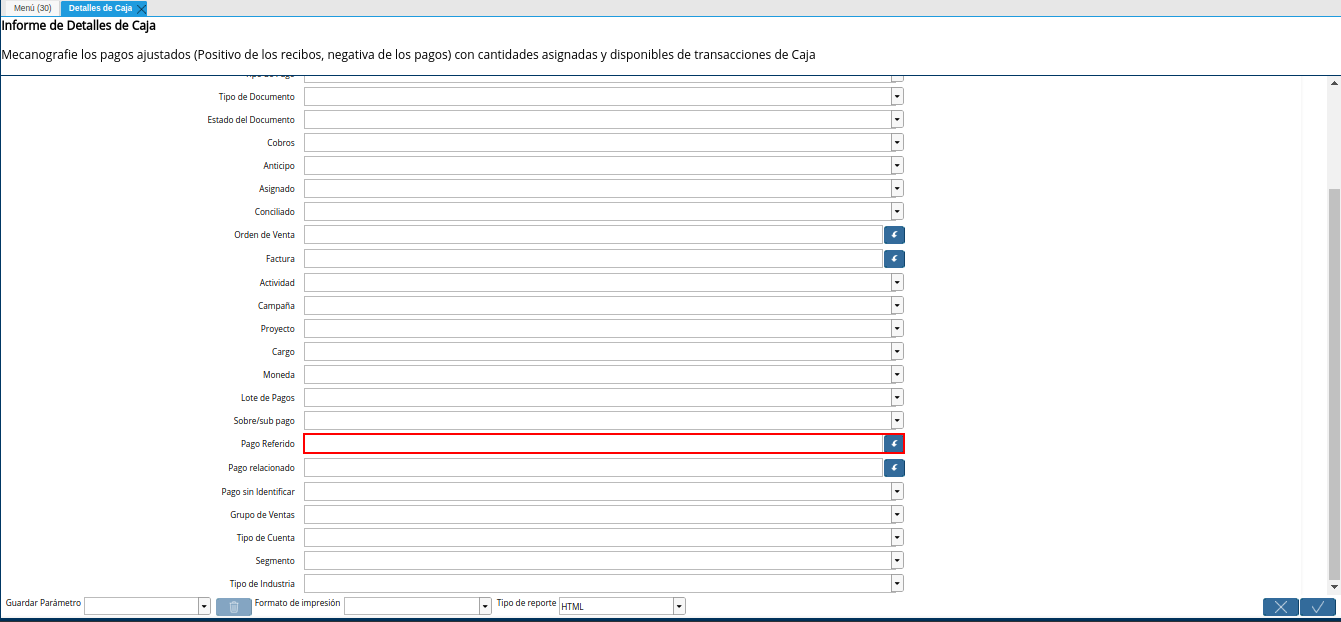 Menú (30)
Detalles de Caja
Informe de Detalles de Caja
Mecanografie los pagos ajustados (Positivo de los recibos, negativa de los pagos) con cantidades asignadas y disponibles de transacciones de Caja
Tipo de Documento
Estado del Documento
Cobros
Anticipo
Asignado
Conciliado
Orden de Venta
Factura
Actividad
Campaña
Proyecto
Cargo
Moneda
Lote de Pagos
Sobre/sub pago
Pago Referido
Pago relacionado
Pago sin Identificar
Grupo de Ventas
Tipo de Cuenta
Segmento
Tipo de Industria
Guardar Parámetro
Formato de impresión
Tipo de reporte
HTML